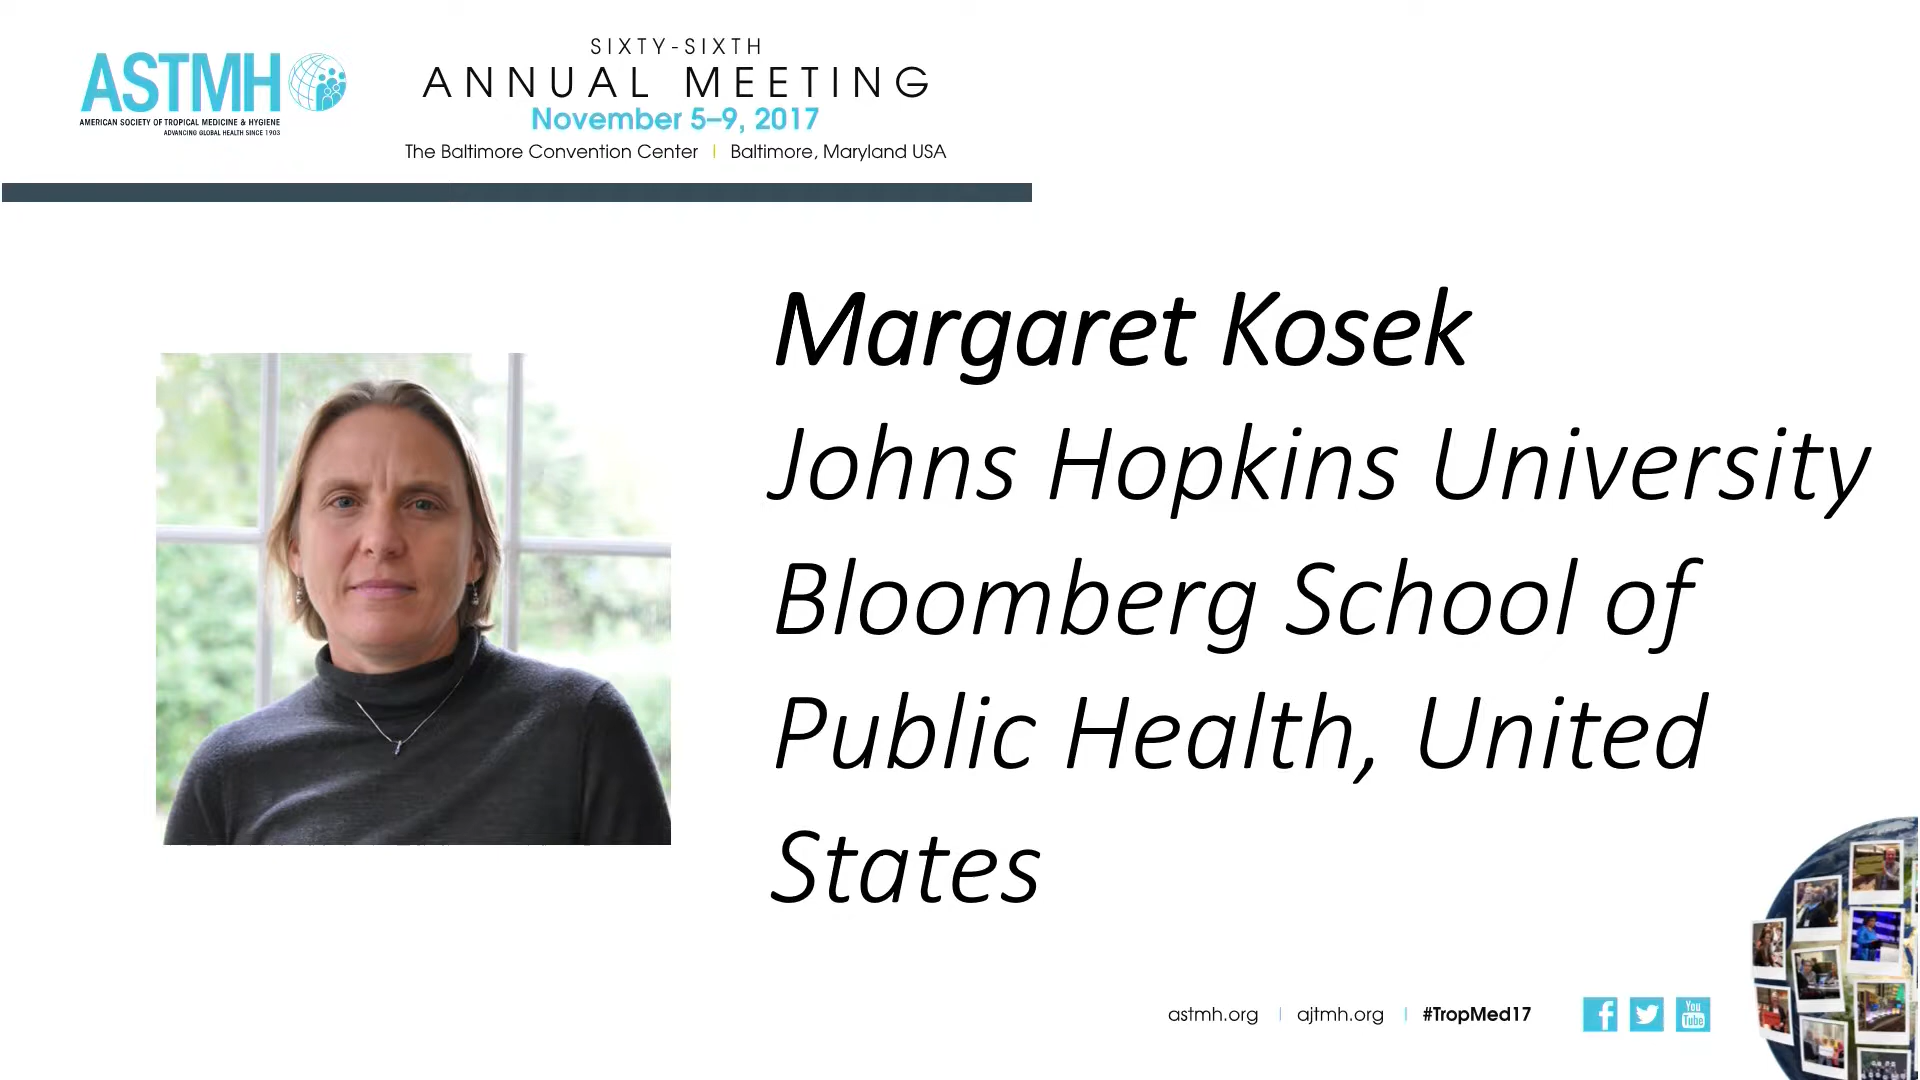 ASTMH
AMERICAN SOCIETY OF TROPICAL MEDICINE & HYGIENE
ADVANCING GLOBAL HEALTH SINCE 1903
SIXTY-SIXTH
ANNUAL MEETING
November 5–9, 2017
The Baltimore Convention Center | Baltimore, Maryland USA
Margaret Kosek
Johns Hopkins University
Bloomberg School of
Public Health, United
States
astmh.org | ajtmh.org | #TropMed17
You
Tube